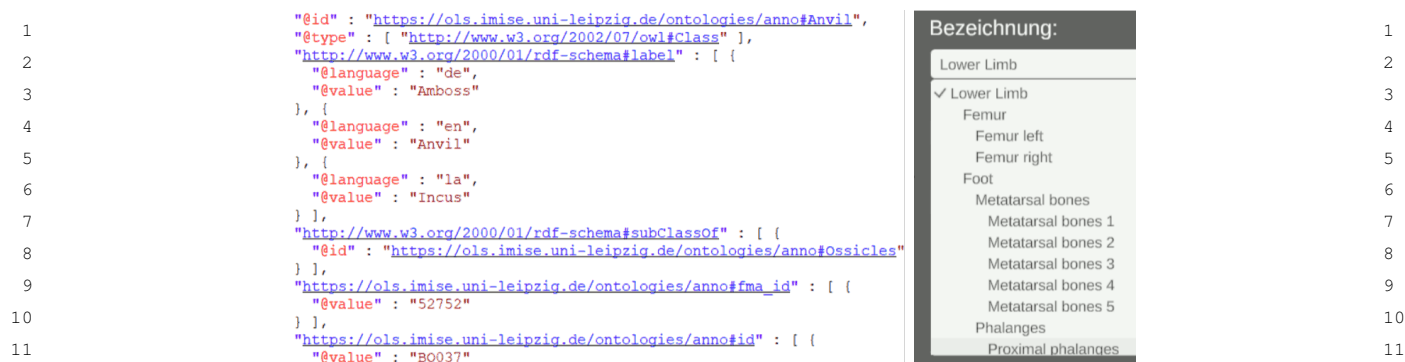 1
2
3
4
5
6
7
8
9
10
11
"@id" : "https://ols.imise.uni-leipzig.de/ontologies/anno#Anvil",
"@type" : [ "http://www.w3.org/2002/07/owl#Class" ],
"http://www.w3.org/2000/01/rdf-schema#label" : [ {
"@language" : "de",
"@value" : "Amboss"
}, {
"@language" : "en",
"@value" : "Anvil"
}, {
"@language" : "la",
"@value" : "Incus"
} ],
"http://www.w3.org/2000/01/rdf-schema#subClassOf" : [ {
"@id" : "https://ols.imise.uni-leipzig.de/ontologies/anno#Ossicles"
} ],
"https://ols.imise.uni-leipzig.de/ontologies/anno#fma_id" : [ {
"@value" : "52752"
} ],
"https://ols.imise.uni-leipzig.de/ontologies/anno#id" : [ {
"@value" : "BO037"
Bezeichnung:
Lower Limb
✓ Lower Limb
Femur
Femur left
Femur right
Foot
Metatarsal bones
Metatarsal bones 1
Metatarsal bones 2
Metatarsal bones 3
Metatarsal bones 4
Metatarsal bones 5
Phalanges
Proximal phalanges
1
2
3
4
5
6
7
8
9
10
11